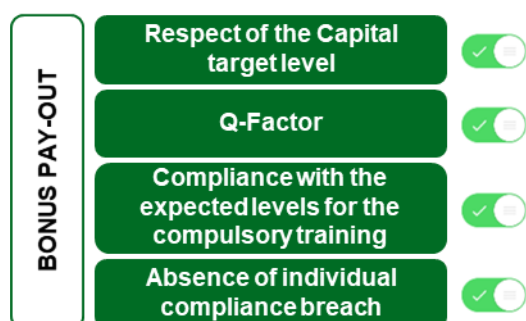 BONUS PAY-OUT
Respect of the Capital
target level
Q-Factor
Compliance with the
expected levels for the
compulsory training
Absence of individual
compliance breach